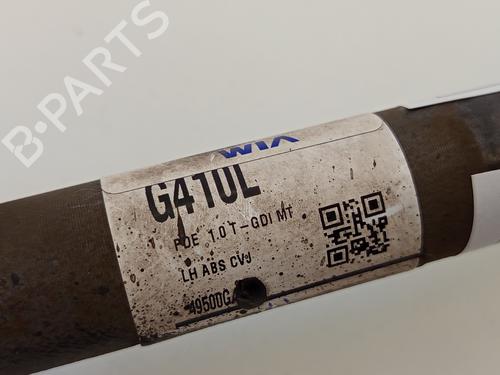 B-PARTS
WIA
G410L
PDE 1.0 T-GDI MT
LH ABS CVJ
49500G